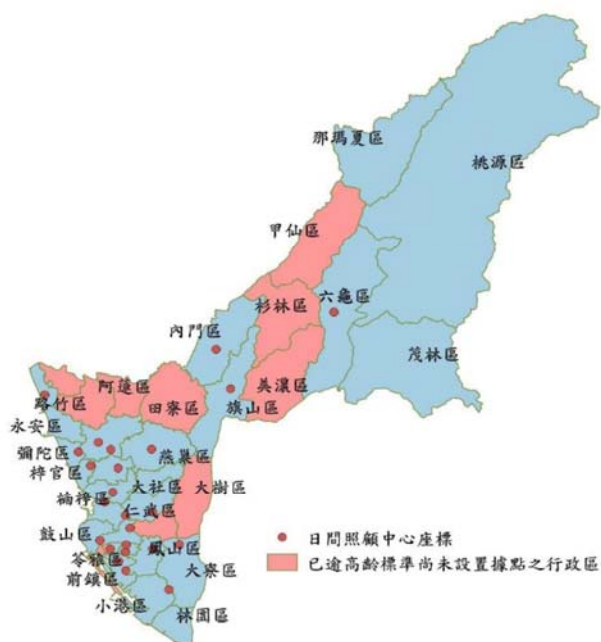 那瑪夏區
桃源區
甲仙區
六龜區
杉林區
內門區
茂林區
美濃區
阿蓮區
路竹區
田寮區
旗山區
永安區
彌陀區
燕巢區
梓官區
大社區
大樹區
楠梓區
仁武區
鼓山區
鳳山區
日間照顧中心座標
苓雅區
大寮區
已逾高齡標準尚未設置據點之行政區
前鎮區
小港區
林園區